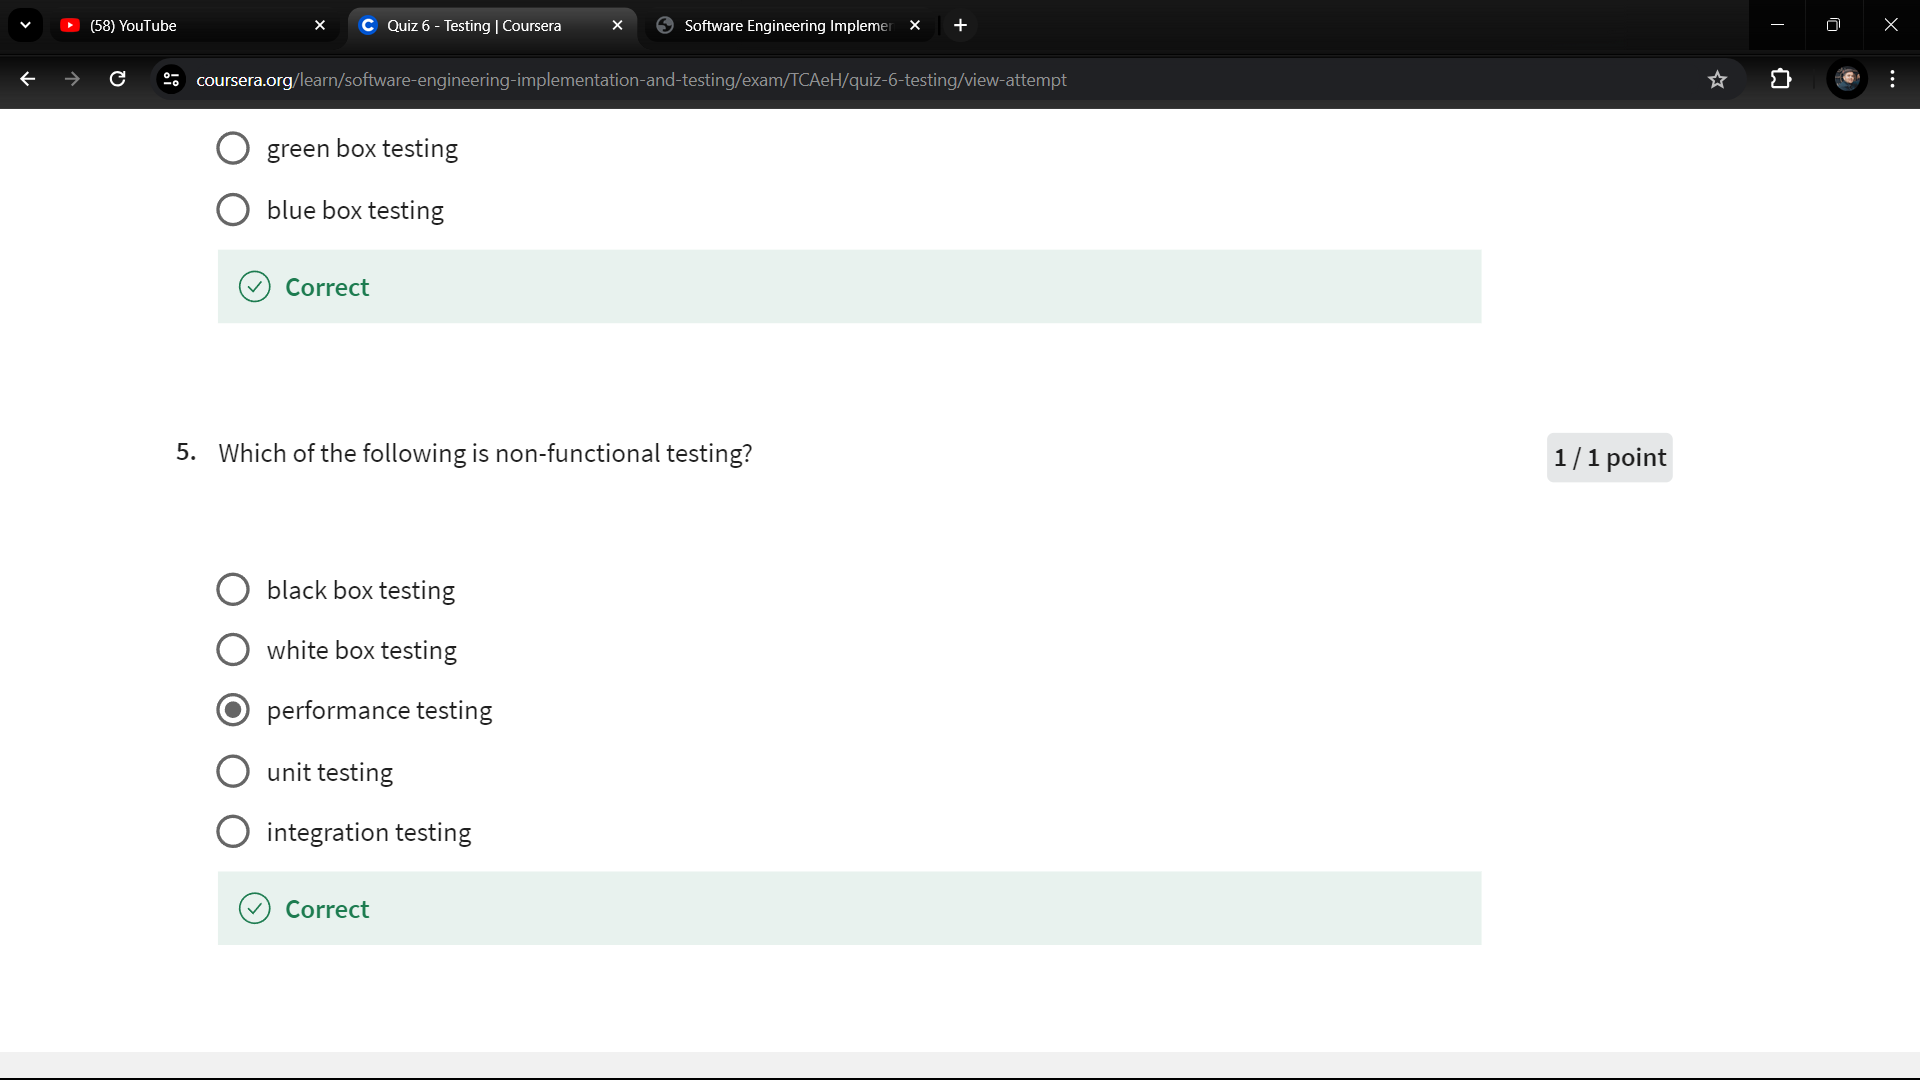 (58) YouTube
Quiz 6 - Testing | Coursera
Software Engineering Implemen
coursera.org/learn/software-engineering-implementation-and-testing/exam/TCAeH/quiz-6-testing/view-attempt
green box testing
blue box testing
Correct
5. Which of the following is non-functional testing?
1 / 1 point
black box testing
white box testing
performance testing
unit testing
integration testing
Correct